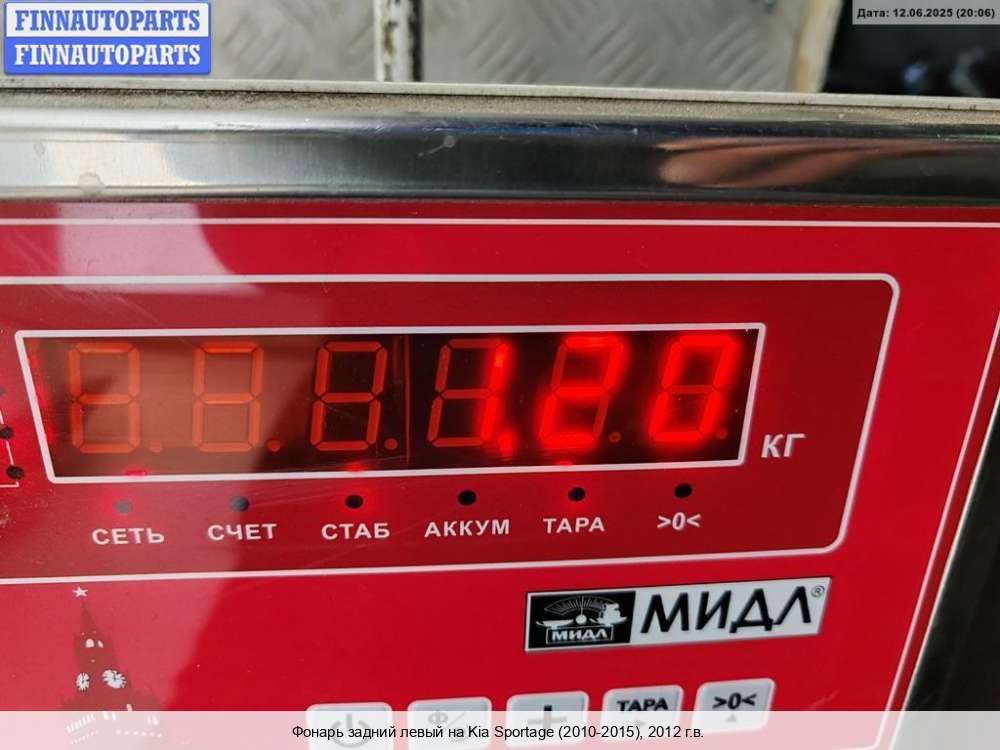 FINNAUTOPARTS
FINNAUTOPARTS
Дата: 12.06.2025 (20:06)
1.20
КГ
СЕТЬ СЧЕТ СТАБ АККУМ ТАРА >0<
МИДЛ
МИДЛ®
ТАРА >0<
Фонарь задний левый на Kia Sportage (2010-2015), 2012 г.в.